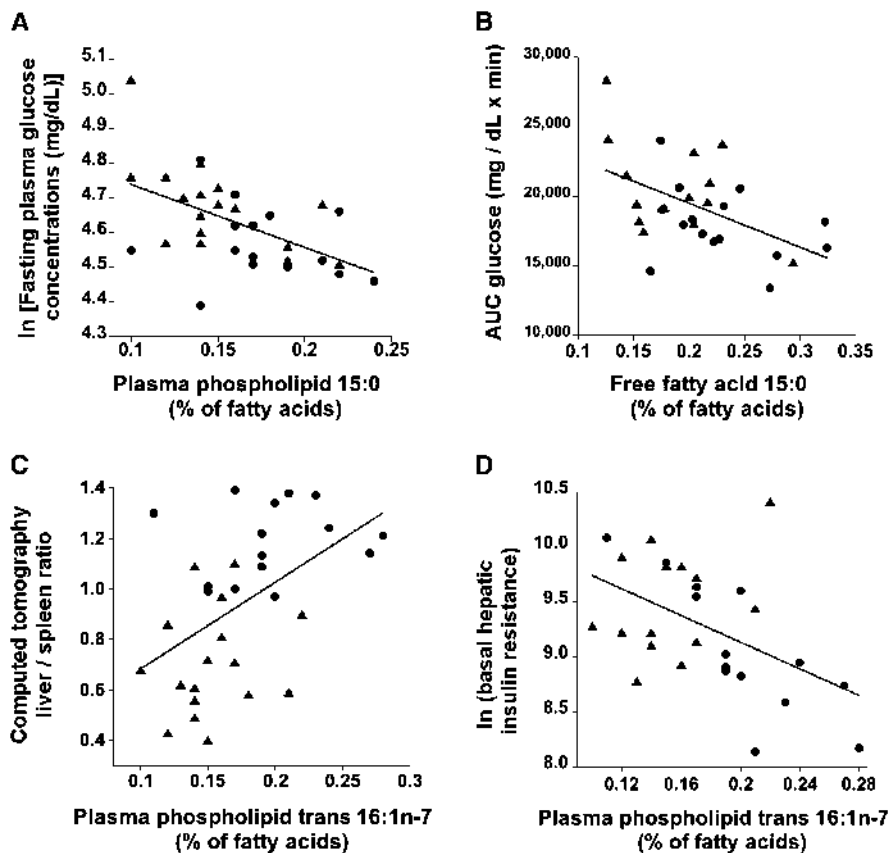 A
ln [Fasting plasma glucose
concentrations (mg/dL)]
5.1
5.0
4.9
4.8
4.7
4.6
4.5
4.4
4.3
0.1
0.15
0.2
0.25
Plasma phospholipid 15:0
(% of fatty acids)
B
AUC glucose (mg / dL x min)
30,000
25,000
20,000
15,000
10,000
0.1
0.15
0.2
0.25
0.3
0.35
Free fatty acid 15:0
(% of fatty acids)
C
Computed tomography
liver / spleen ratio
1.4
1.2
1.0
0.8
0.6
0.4
0.1
0.15
0.2
0.25
0.3
Plasma phospholipid trans 16:1n-7
(% of fatty acids)
D
ln (basal hepatic
insulin resistance)
10.5
10.0
9.5
9.0
8.5
8.0
0.12
0.16
0.2
0.24
0.28
Plasma phospholipid trans 16:1n-7
(% of fatty acids)